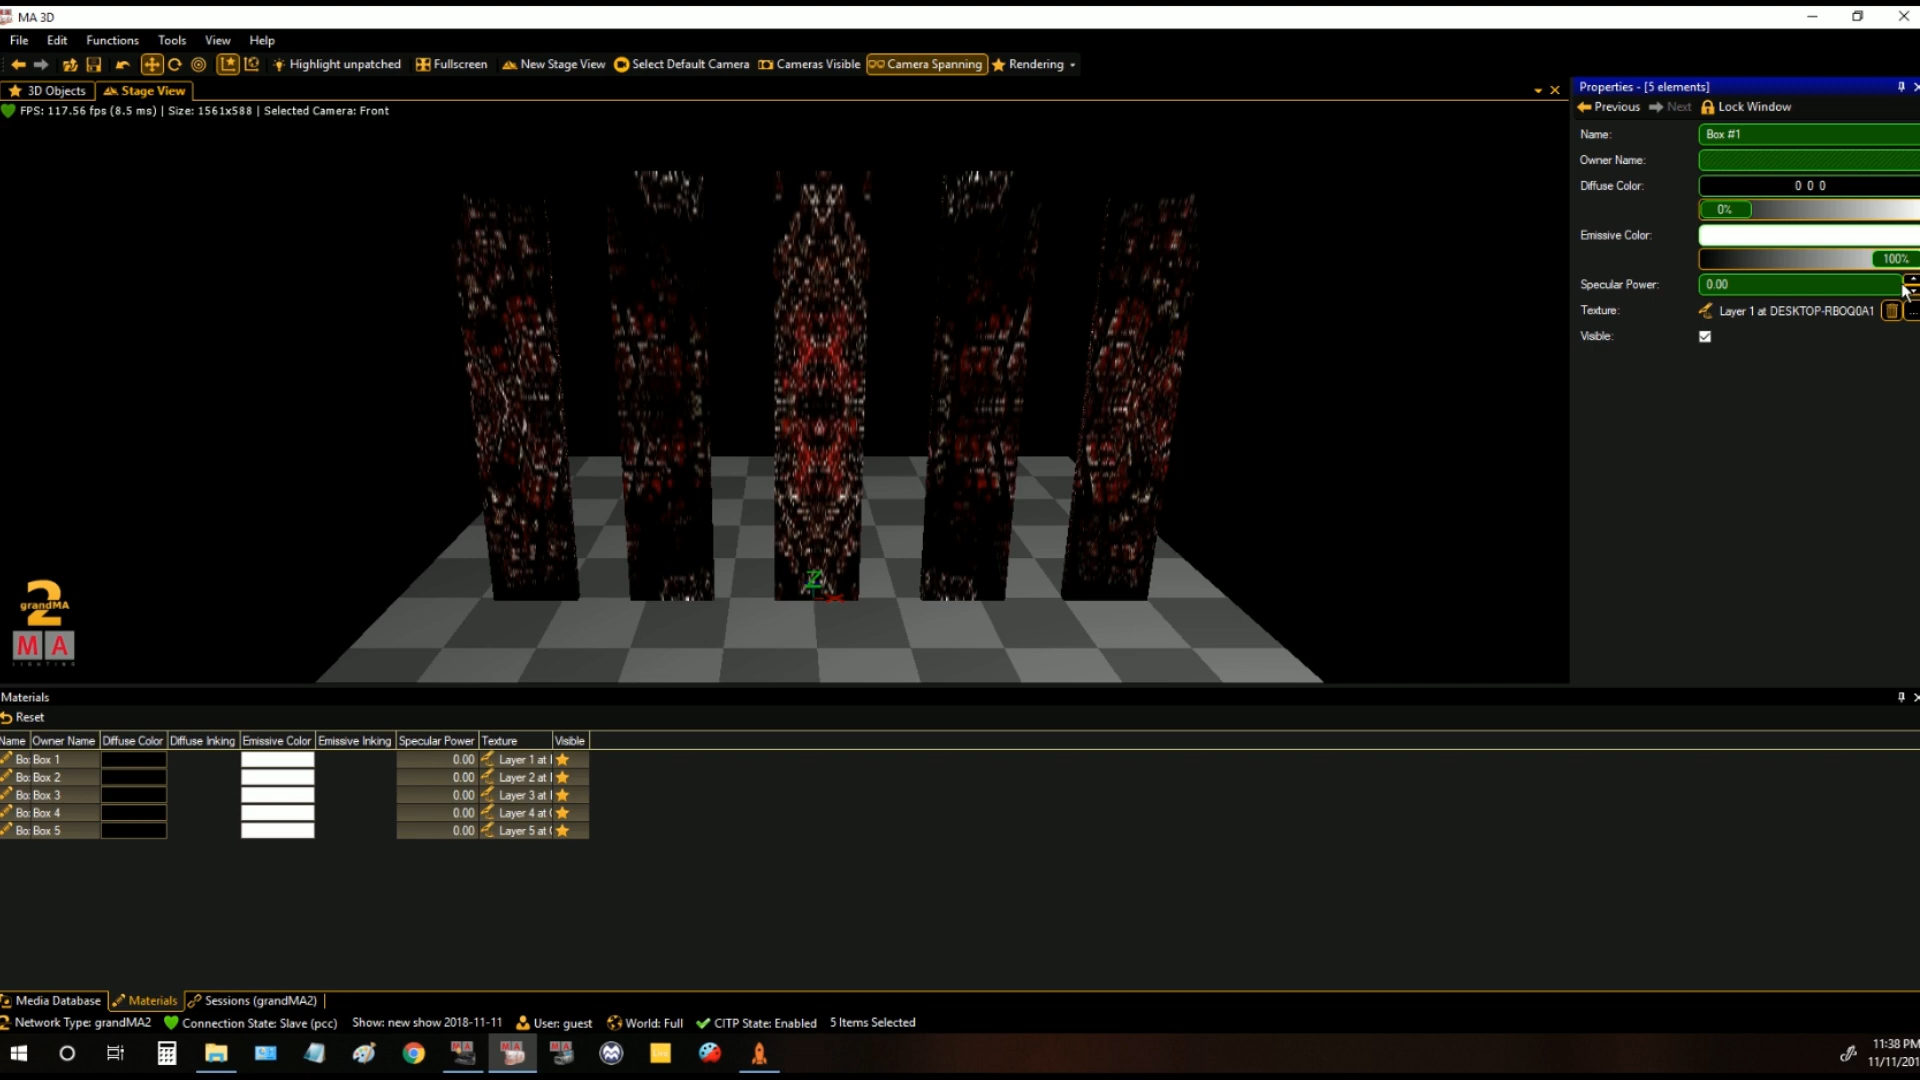 MA 3D
File Edit Functions Tools View Help
Highlight unpatched Fullscreen New Stage View Select Default Camera Cameras Visible Camera Spanning Rendering
3D Objects Stage View
FPS: 117.56 fps (8.5 ms) | Size: 1561x588 | Selected Camera: Front
Properties - [5 elements]
Previous Next Lock Window
Name: Box #1
Owner Name:
Diffuse Color: 0 0 0
0%
Emissive Color:
100%
Specular Power: 0.00
Texture: Layer 1 at DESKTOP-RBOQ0A1 ...
Visible:
Z
2
grandMA
MA
LIGHTING
Materials
Reset
Name Owner Name Diffuse Color Diffuse Inking Emissive Color Emissive Inking Specular Power Texture Visible
Bo: Box 1 0.00 Layer 1 at
Bo: Box 2 0.00 Layer 2 at
Bo: Box 3 0.00 Layer 3 at
Bo: Box 4 0.00 Layer 4 at
Bo: Box 5 0.00 Layer 5 at
Media Database Materials Sessions (grandMA2)
Network Type: grandMA2 Connection State: Slave (pcc) Show: new show 2018-11-11 User: guest World: Full CITP State: Enabled 5 Items Selected
11:38 PM
11/11/201